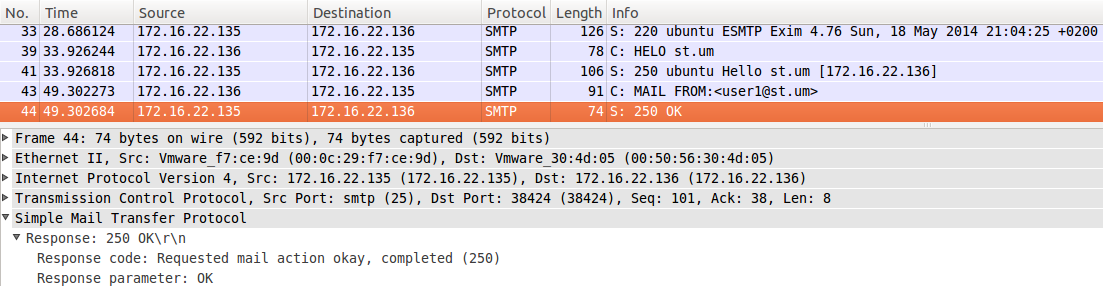 No. Time Source Destination Protocol Length Info
33 28.686124 172.16.22.135 172.16.22.136 SMTP 126 S: 220 ubuntu ESMTP Exim 4.76 Sun, 18 May 2014 21:04:25 +0200
39 33.926244 172.16.22.135 172.16.22.136 SMTP 78 C: HELO st.um
41 33.926818 172.16.22.135 172.16.22.136 SMTP 106 S: 250 ubuntu Hello st.um [172.16.22.136]
43 49.302273 172.16.22.135 172.16.22.136 SMTP 91 C: MAIL FROM:<user1@st.um>
44 49.302684 172.16.22.135 172.16.22.136 SMTP 74 S: 250 OK
Frame 44: 74 bytes on wire (592 bits), 74 bytes captured (592 bits)
Ethernet II, Src: Vmware_f7:ce:9d (00:0c:29:f7:ce:9d), Dst: Vmware_30:4d:05 (00:50:56:30:4d:05)
Internet Protocol Version 4, Src: 172.16.22.135 (172.16.22.135), Dst: 172.16.22.136 (172.16.22.136)
Transmission Control Protocol, Src Port: smtp (25), Dst Port: 38424 (38424), Seq: 101, Ack: 38, Len: 8
Simple Mail Transfer Protocol
Response: 250 OK\r\n
Response code: Requested mail action okay, completed (250)
Response parameter: OK